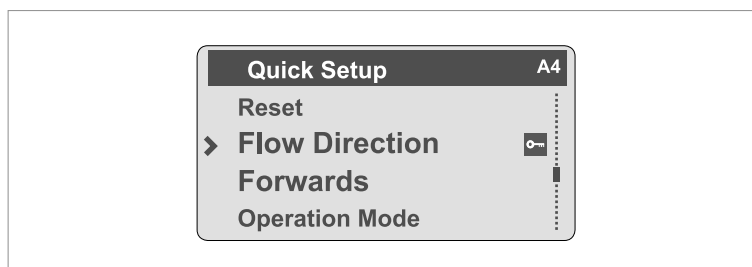 Quick Setup A4
Reset
Flow Direction
Forwards
Operation Mode